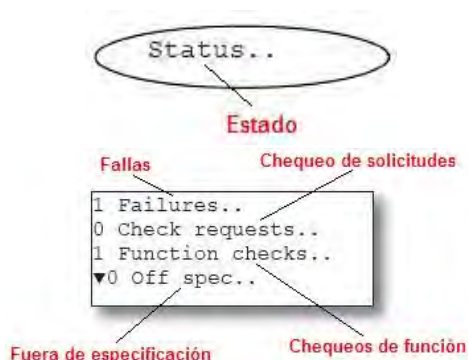 Status..
Estado
Fallas
Chequeo de solicitudes
1 Failures..
0 Check requests..
1 Function checks..
▼0 Off spec..
Fuera de especificación
Chequeos de función